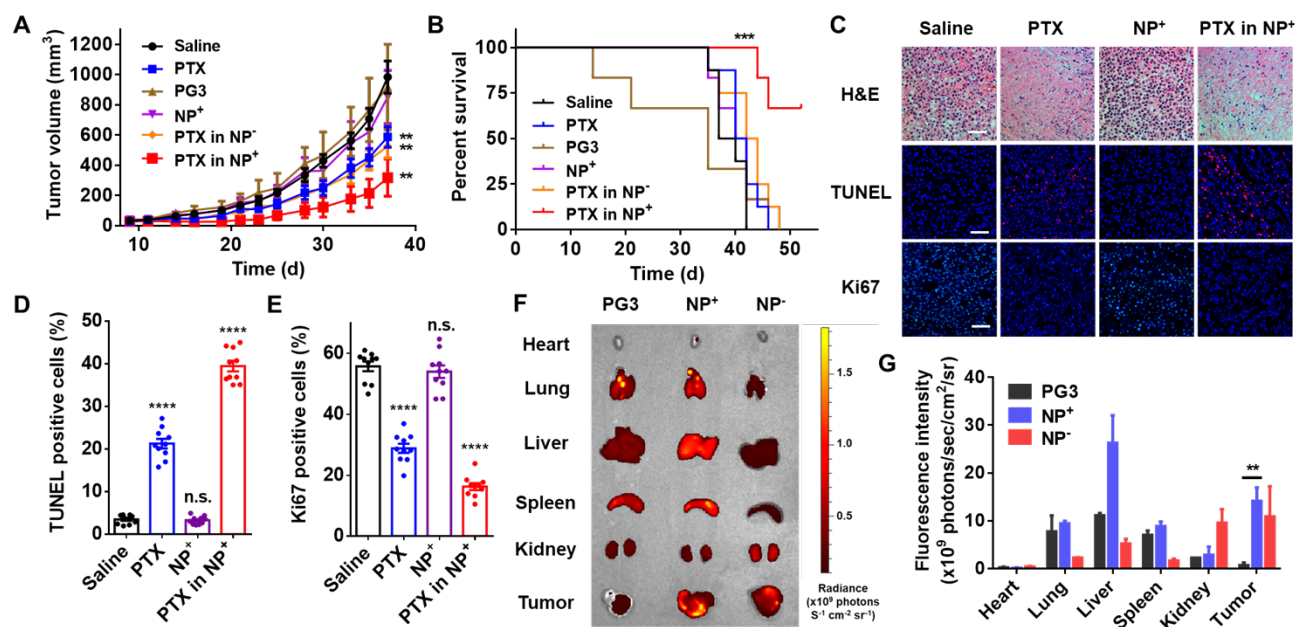 A
Tumor volume (mm³)
1200
1000
800
600
400
200
0
10
20
30
40
Time (d)
Saline
PTX
PG3
NP⁺
PTX in NP⁻
PTX in NP⁺
**
**
**
B
Percent survival
100
75
50
25
0
0
10
20
30
40
50
Time (d)
***
Saline
PTX
PG3
NP⁺
PTX in NP⁻
PTX in NP⁺
C
Saline PTX NP⁺ PTX in NP⁺
H&E
TUNEL
Ki67
D
TUNEL positive cells (%)
50
40
30
20
10
0
****
n.s.
****
Saline
PTX
NP⁺
PTX in NP⁺
E
Ki67 positive cells (%)
60
40
20
0
****
n.s.
****
Saline
PTX
NP⁺
PTX in NP⁺
F
PG3 NP⁺ NP⁻
Heart
Lung
Liver
Spleen
Kidney
Tumor
1.5
1.0
0.5
Radiance
(x10⁹ photons
S⁻¹ cm⁻² sr⁻¹)
G
Fluorescence intensity
(x10⁹ photons/sec/cm²/sr)
40
30
20
10
0
PG3
NP⁺
NP⁻
**
Heart
Lung
Liver
Spleen
Kidney
Tumor